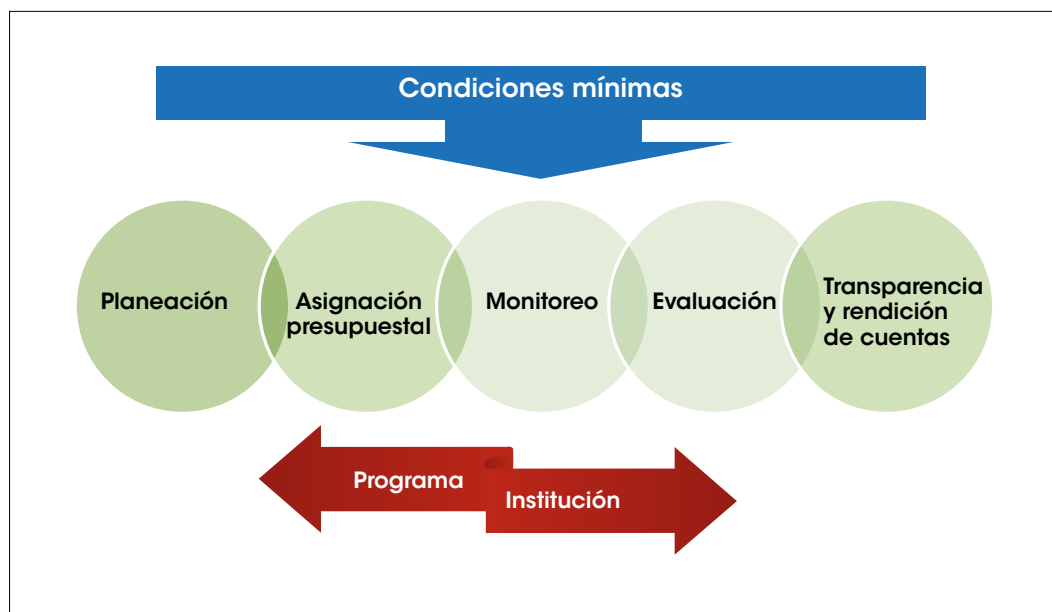 Condiciones mínimas
Planeación
Asignación
presupuestal
Monitoreo
Evaluación
Transparencia
y rendición
de cuentas
Programa
Institución